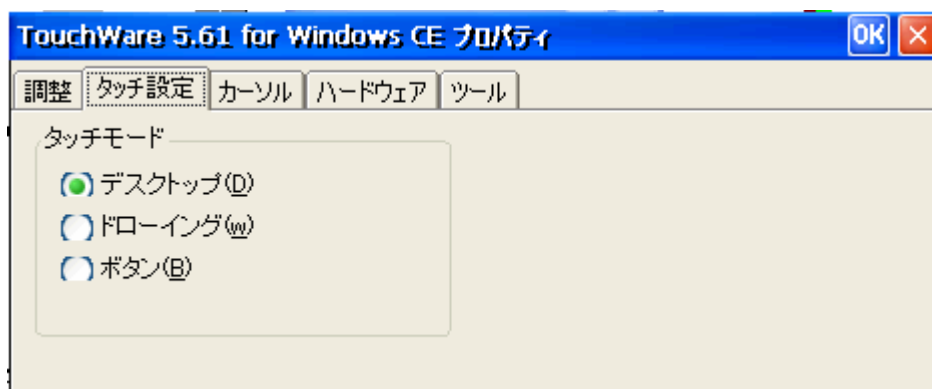 TouchWare 5.61 for Windows CE プロパティ OK
調整 タッチ設定 カーソル ハードウェア ツール
タッチモード
デスクトップ(D)
ドローイング(w)
ボタン(B)